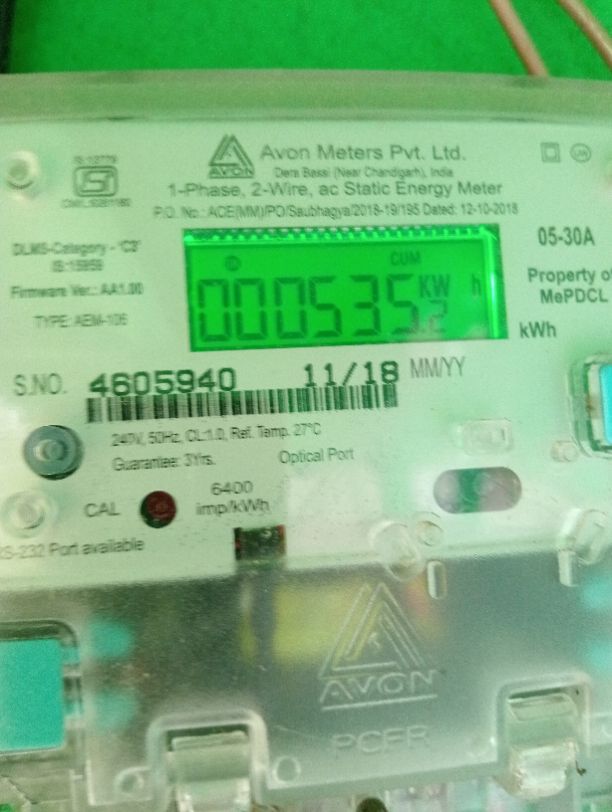 Avon Meters Pvt. Ltd.
AVON
Dera Bassi (Near Chandigarh), India
IS:13779
1-Phase, 2-Wire, ac Static Energy Meter
P.O. No.: ACE(MM)/PO/Saubhagya/2018-19/195 Dated: 12-10-2018
DLMS-Category - 'C3'
IS:15959
Firmware Ver.: AA1.00
TYPE: AEM-106
CUM
000535.2 KW h
05-30A
Property of
MePDCL
kWh
S.NO. 4605940 11/18 MM/YY
240V, 50Hz, CL:1.0, Ref. Temp. 27°C
Guarantee: 3Yrs. Optical Port
CAL
6400
imp/kWh
RS-232 Port available
AVON